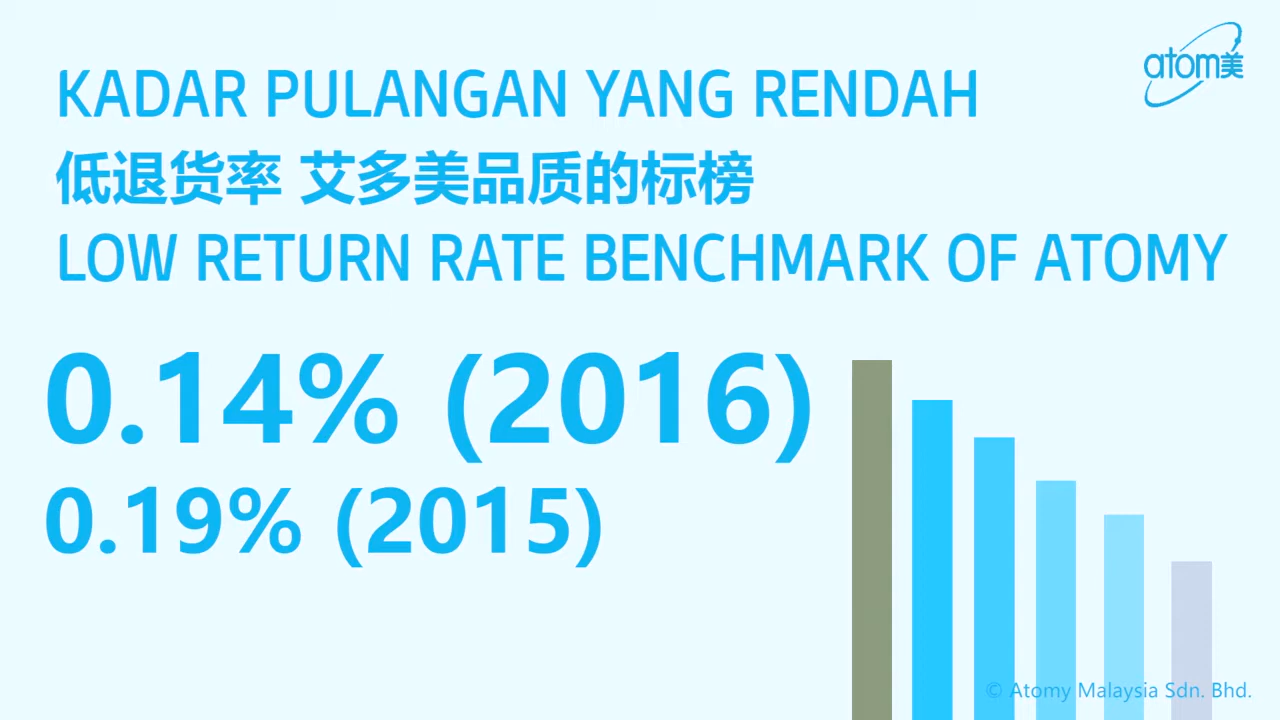 atom美
KADAR PULANGAN YANG RENDAH
低退货率 艾多美品质的标榜
LOW RETURN RATE BENCHMARK OF ATOMY
0.14% (2016)
0.19% (2015)
© Atomy Malaysia Sdn. Bhd.